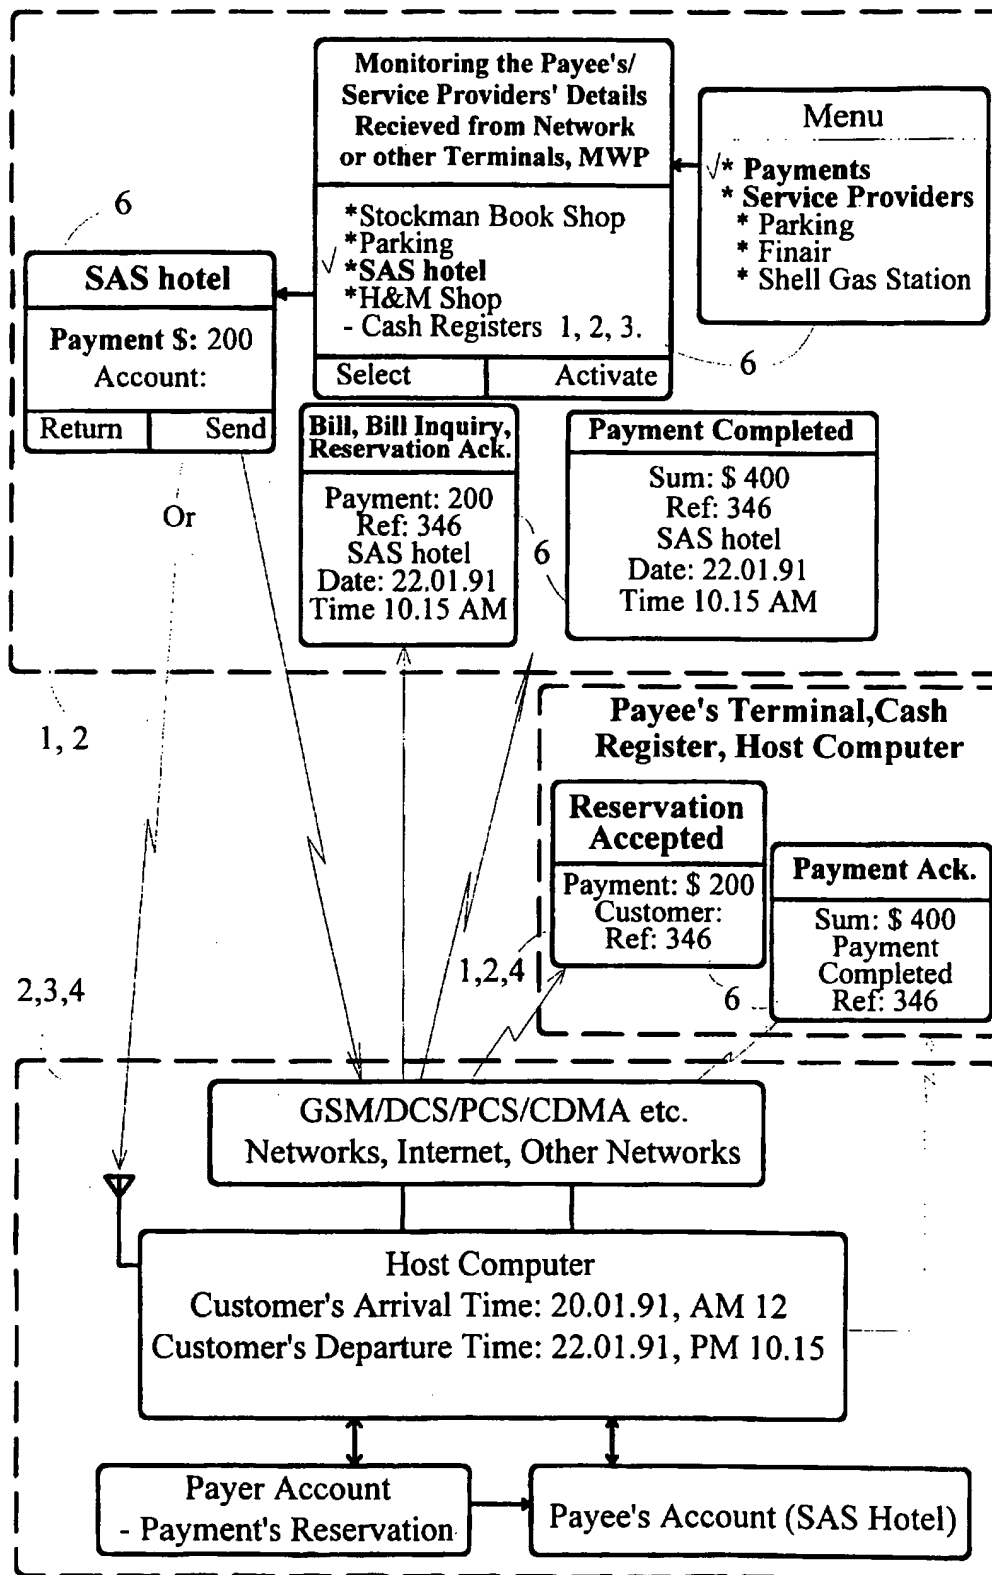 Monitoring the Payee's/
Service Providers' Details
Recieved from Network
or other Terminals, MWP
*Stockman Book Shop
*Parking
√ *SAS hotel
*H&M Shop
- Cash Registers 1, 2, 3.
Select Activate
Menu
√* Payments
* Service Providers
* Parking
* Finair
* Shell Gas Station
6
6
SAS hotel
Payment $: 200
Account:
Return Send
Or
Bill, Bill Inquiry,
Reservation Ack.
Payment: 200
Ref: 346
SAS hotel
Date: 22.01.91
Time 10.15 AM
6
Payment Completed
Sum: $ 400
Ref: 346
SAS hotel
Date: 22.01.91
Time 10.15 AM
1, 2
Payee's Terminal,Cash
Register, Host Computer
Reservation
Accepted
Payment: $ 200
Customer:
Ref: 346
Payment Ack.
Sum: $ 400
Payment
Completed
Ref: 346
1,2,4
6
2,3,4
GSM/DCS/PCS/CDMA etc.
Networks, Internet, Other Networks
Host Computer
Customer's Arrival Time: 20.01.91, AM 12
Customer's Departure Time: 22.01.91, PM 10.15
Payer Account
- Payment's Reservation
Payee's Account (SAS Hotel)